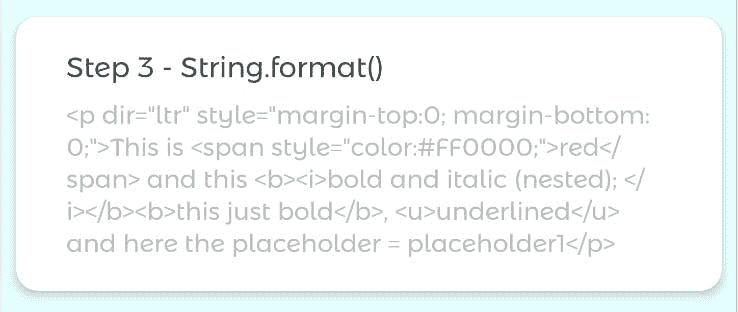 Step 3 - String.format()
<p dir="ltr" style="margin-top:0; margin-bottom:
0;">This is <span style="color:#FF0000;">red</
span> and this <b><i>bold and italic (nested); </
i></b><b>this just bold</b>, <u>underlined</u>
and here the placeholder = placeholder1</p>